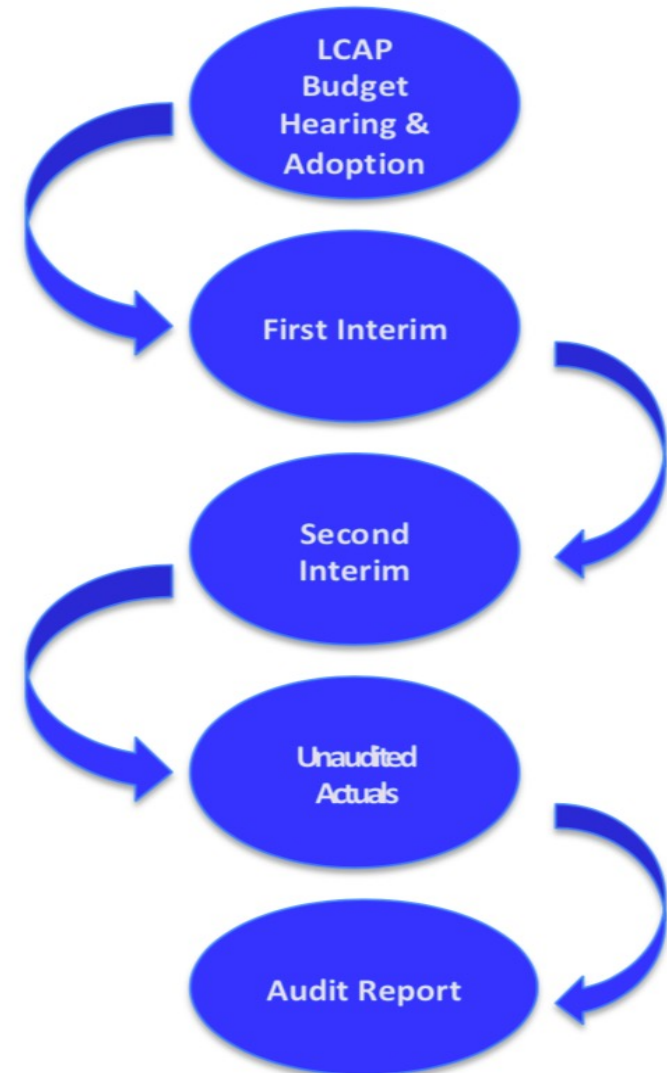 LCAP
Budget
Hearing &
Adoption
First Interim
Second
Interim
Unaudited
Actuals
Audit Report